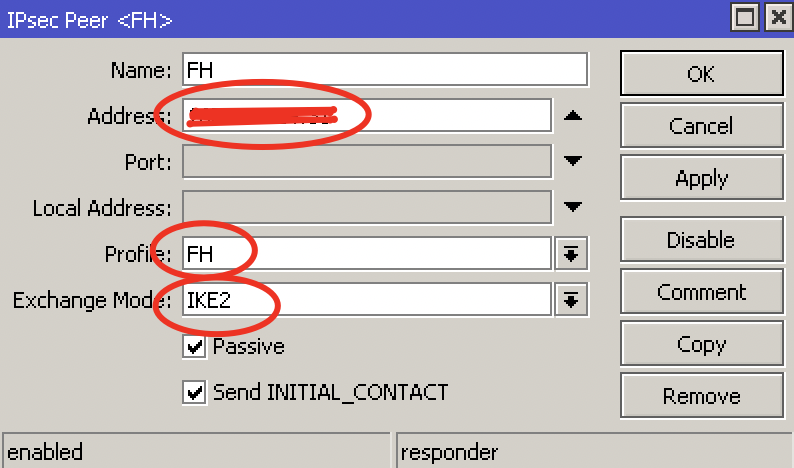 IPsec Peer <FH>
Name: FH
OK
Address:
Cancel
Port:
Apply
Local Address:
Profile: FH
Disable
Exchange Mode: IKE2
Comment
Passive
Copy
Send INITIAL_CONTACT
Remove
enabled
responder